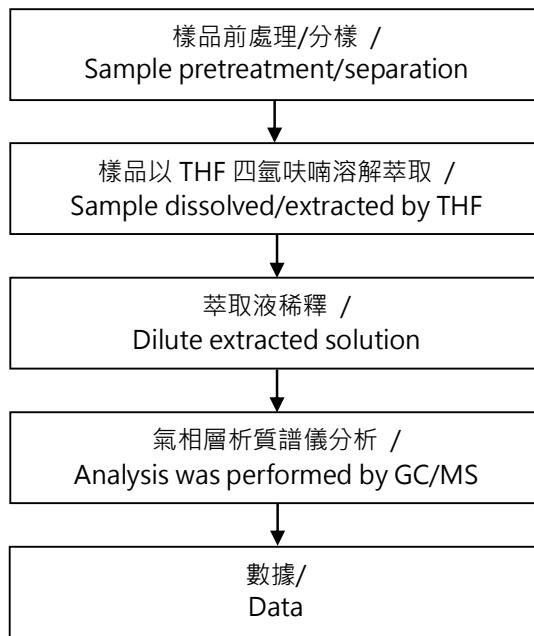 樣品前處理/分樣 /
Sample pretreatment/separation
樣品以 THF 四氫呋喃溶解萃取 /
Sample dissolved/extracted by THF
萃取液稀釋 /
Dilute extracted solution
氣相層析質譜儀分析 /
Analysis was performed by GC/MS
數據/
Data